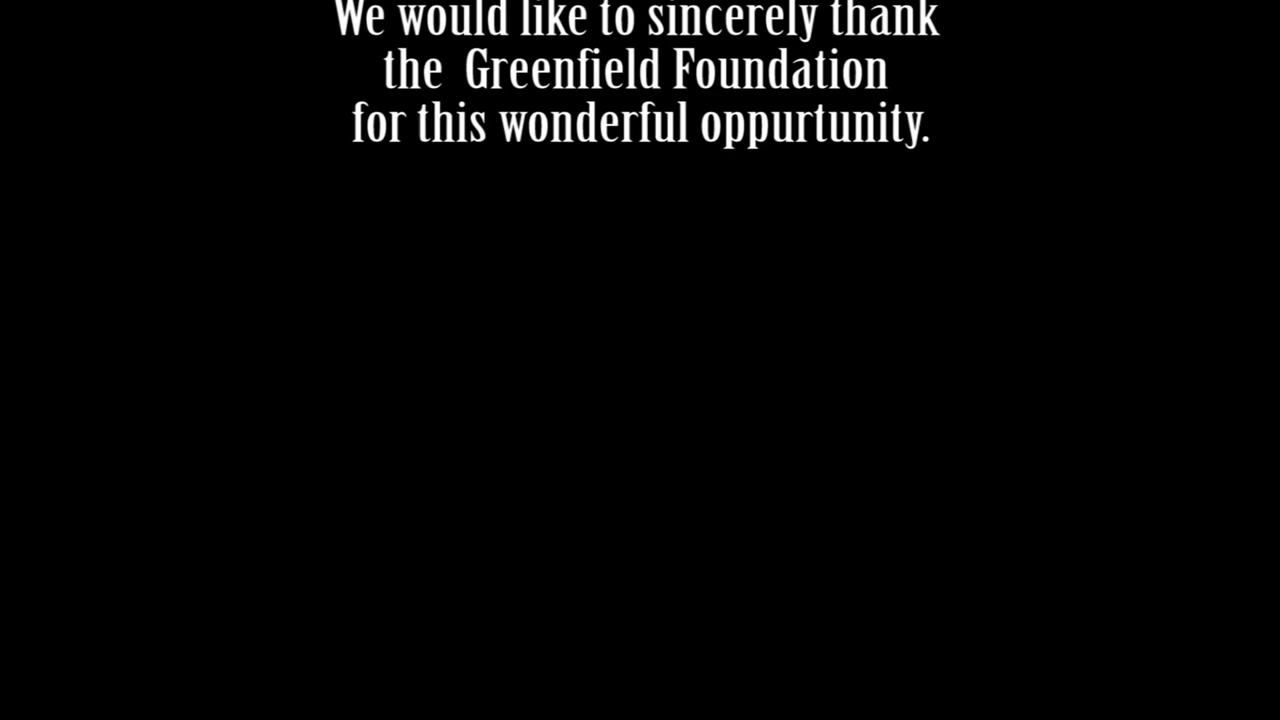 We would like to sincerely thank
the  Greenfield Foundation
for this wonderful oppurtunity.